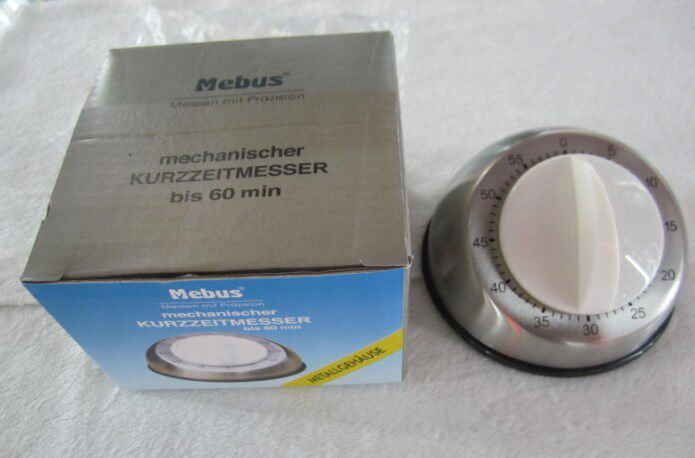 Mebus®
Messen mit Präzision
mechanischer
KURZZEITMESSER
bis 60 min
Mebus®
Messen mit Präzision
mechanischer
KURZZEITMESSER
bis 60 min
METALLGEHÄUSE
0
5
10
15
20
25
30
35
40
45
50
55